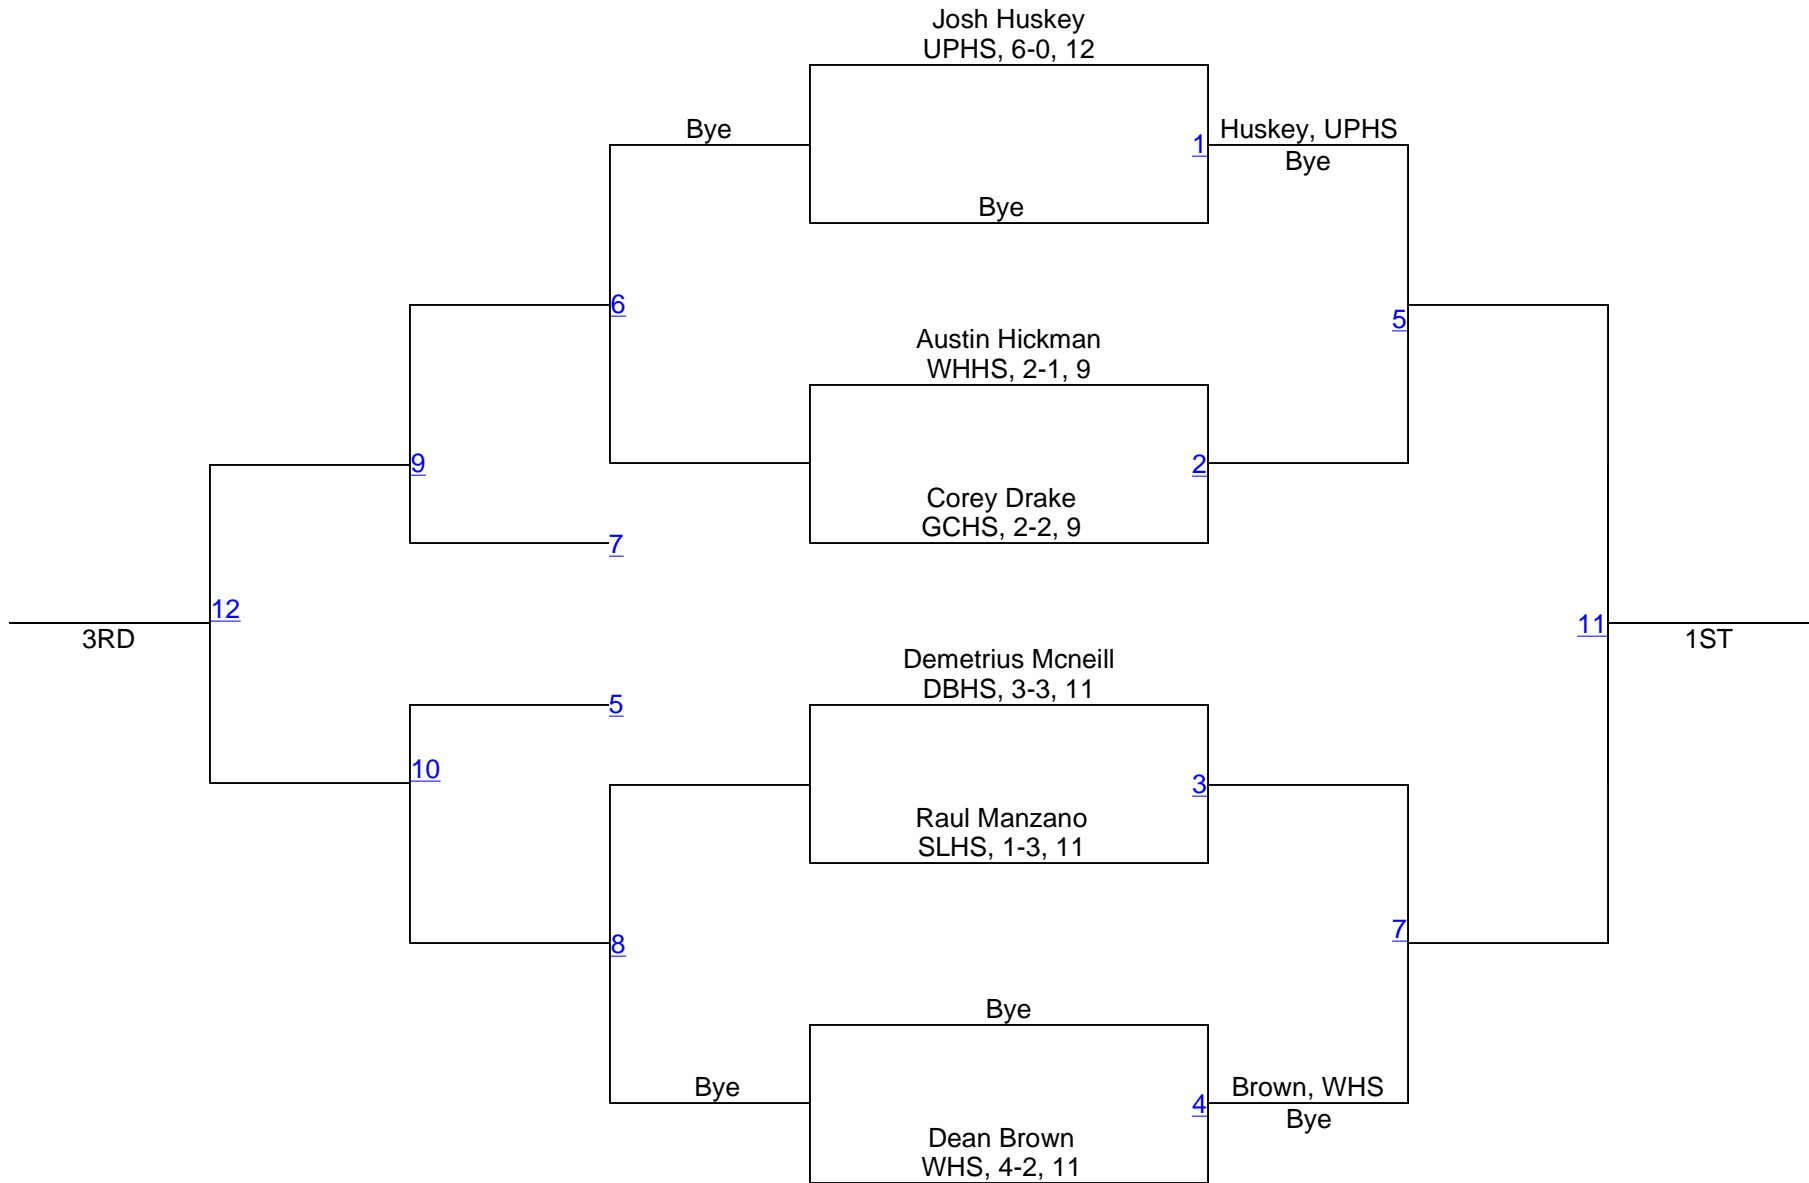 Josh Huskey
UPHS, 6-0, 12
Bye
1
Huskey, UPHS
Bye
Bye
6
5
Austin Hickman
WHHS, 2-1, 9
9
2
Corey Drake
GCHS, 2-2, 9
7
12
3RD
11
1ST
Demetrius Mcneill
DBHS, 3-3, 11
5
10
3
Raul Manzano
SLHS, 1-3, 11
8
7
Bye
Bye
4
Brown, WHS
Bye
Dean Brown
WHS, 4-2, 11